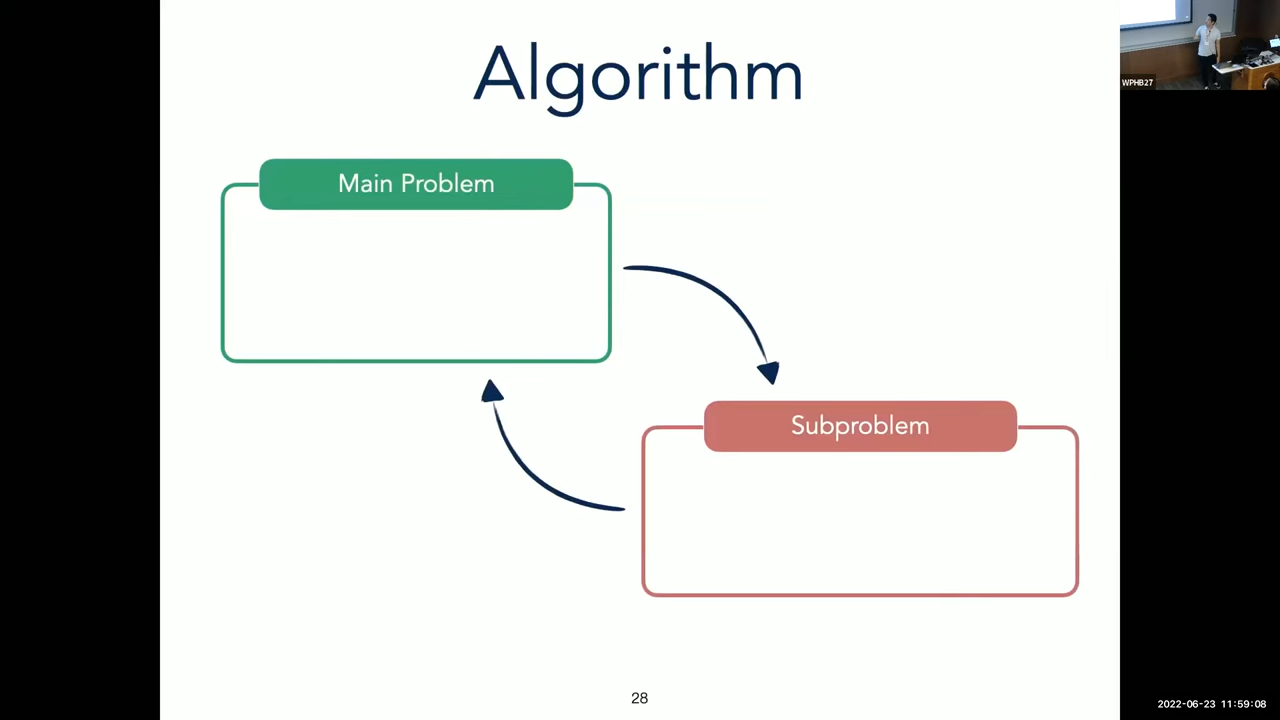 Algorithm
Main Problem
Subproblem
28
WPHB27
2022-06-23 11:59:08